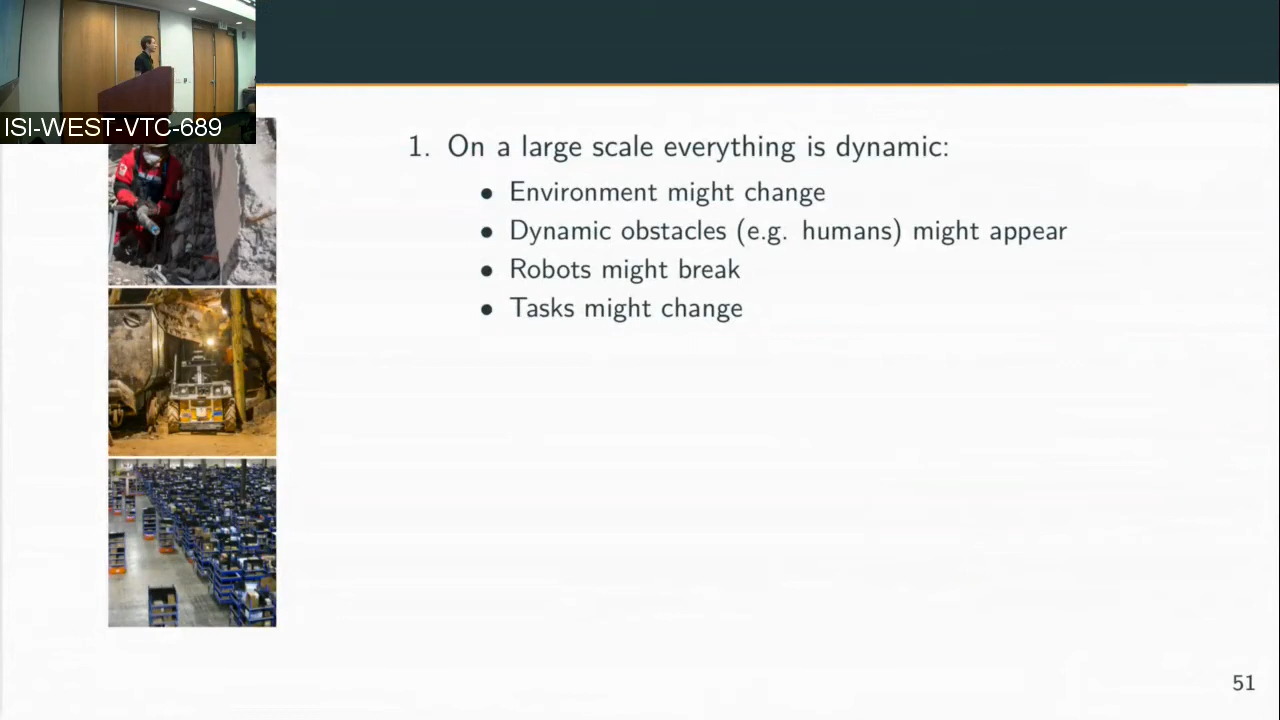 ISI-WEST-VTC-689
1. On a large scale everything is dynamic:
• Environment might change
• Dynamic obstacles (e.g. humans) might appear
• Robots might break
• Tasks might change
51